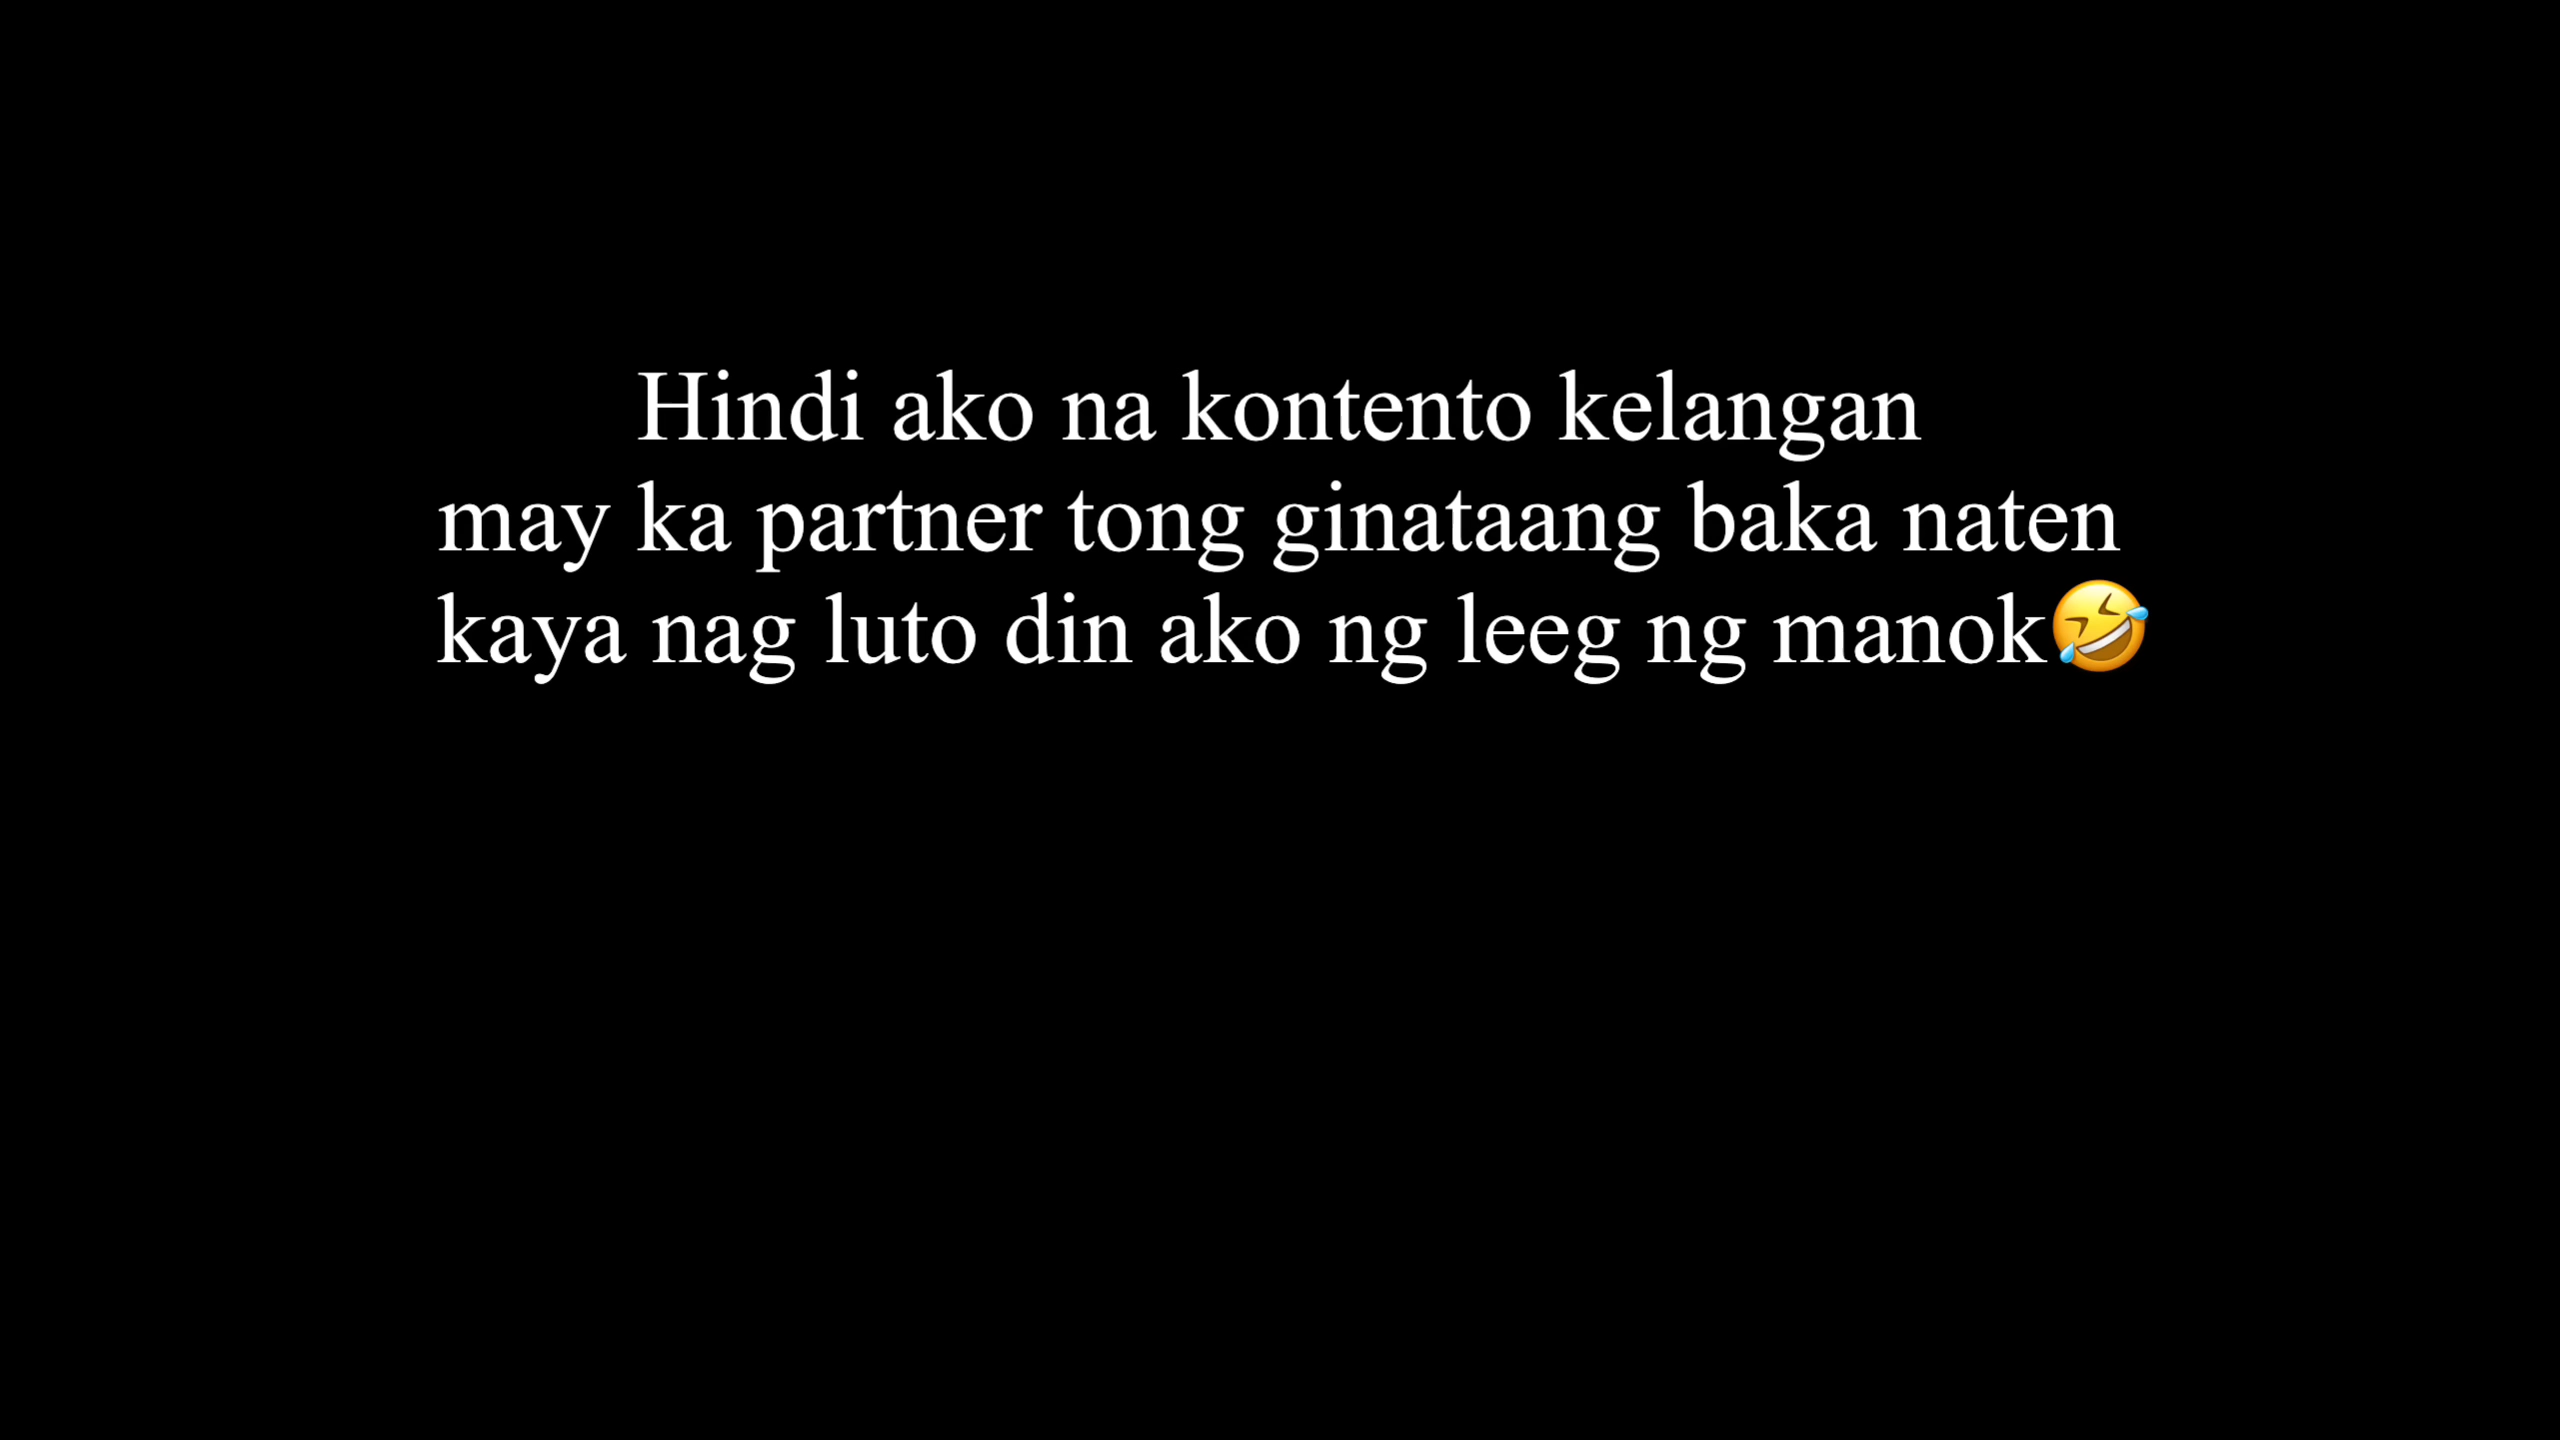 Hindi ako na kontento kelangan
may ka partner tong ginataang baka naten
kaya nag luto din ako ng leeg ng manok🤣